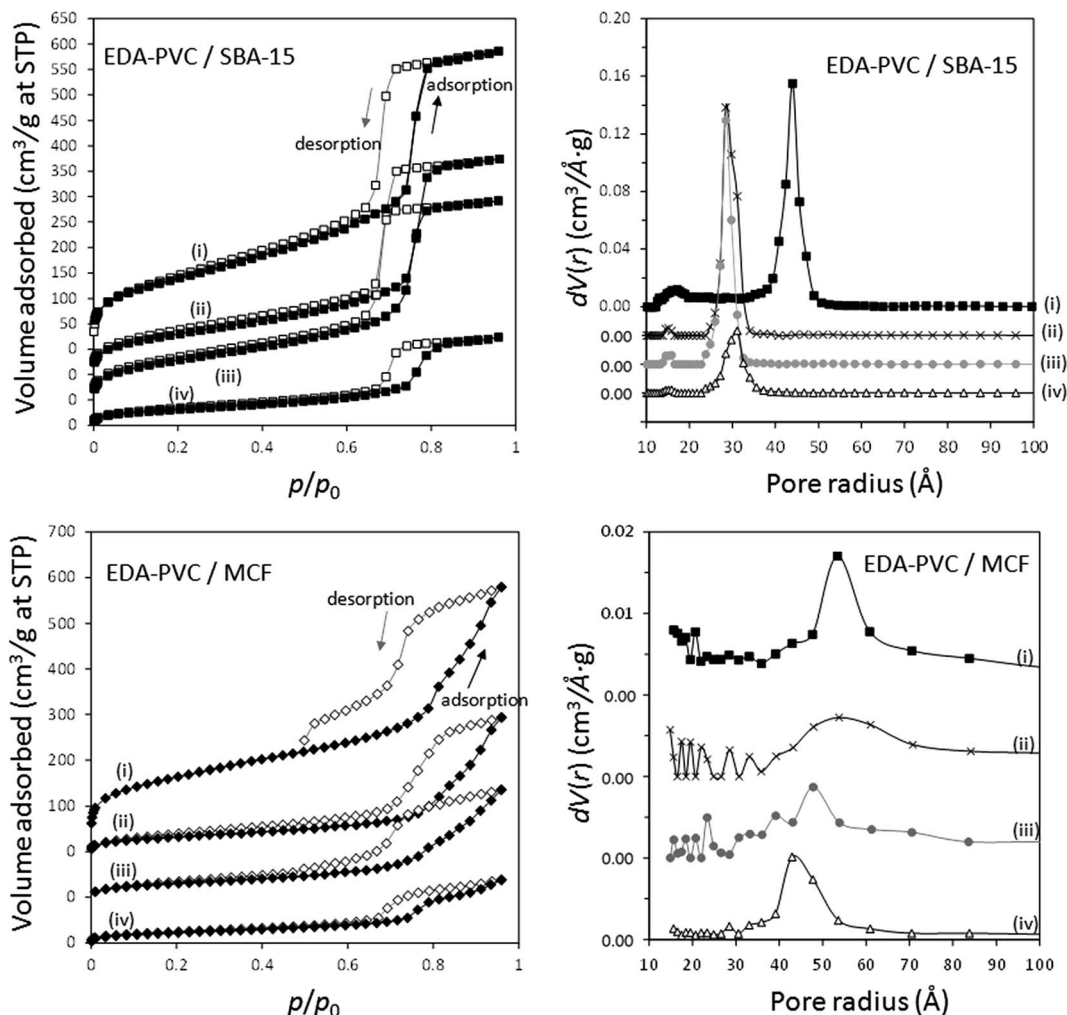 EDA-PVC / SBA-15
Volume adsorbed (cm³/g at STP)
650
600
550
500
450
400
350
300
250
200
150
100
50
0
0
0
0
desorption
adsorption
(i)
(ii)
(iii)
(iv)
0
0.2
0.4
0.6
0.8
1
p/p₀
EDA-PVC / SBA-15
dV(r) (cm³/Å·g)
0.20
0.16
0.12
0.08
0.04
0.00
0.00
0.00
0.00
(i)
(ii)
(iii)
(iv)
10 20 30 40 50 60 70 80 90 100
Pore radius (Å)
EDA-PVC / MCF
Volume adsorbed (cm³/g at STP)
700
600
500
400
300
200
100
0
0
0
desorption
adsorption
(i)
(ii)
(iii)
(iv)
0
0.2
0.4
0.6
0.8
1
p/p₀
EDA-PVC / MCF
dV(r) (cm³/Å·g)
0.02
0.01
0.00
0.00
0.00
0.00
(i)
(ii)
(iii)
(iv)
10 20 30 40 50 60 70 80 90 100
Pore radius (Å)